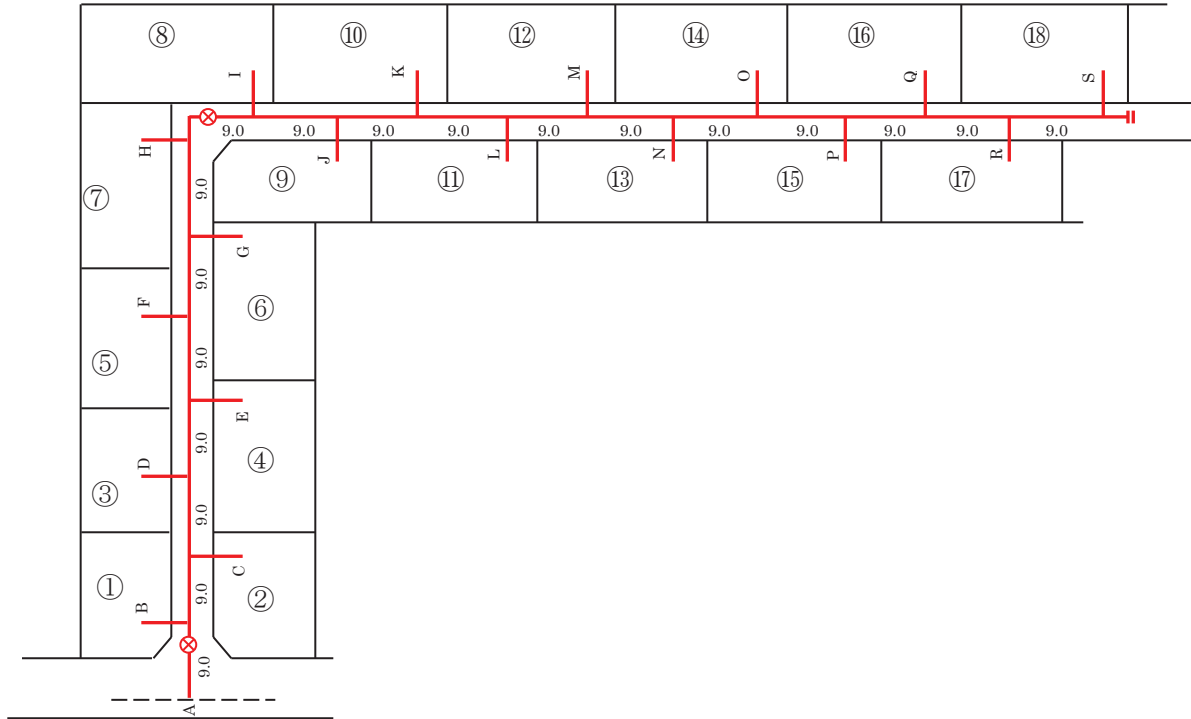 ⑧ ⑩ ⑫ ⑭ ⑯ ⑱
I K M O Q S
9.0 9.0 9.0 9.0 9.0 9.0 9.0 9.0 9.0 9.0 9.0
H J L N P R
⑦ 9.0 ⑨ ⑪ ⑬ ⑮ ⑰
G
9.0
F ⑥
9.0
⑤
E
9.0
D ④
③
9.0
C
① 9.0 ②
B
9.0
A